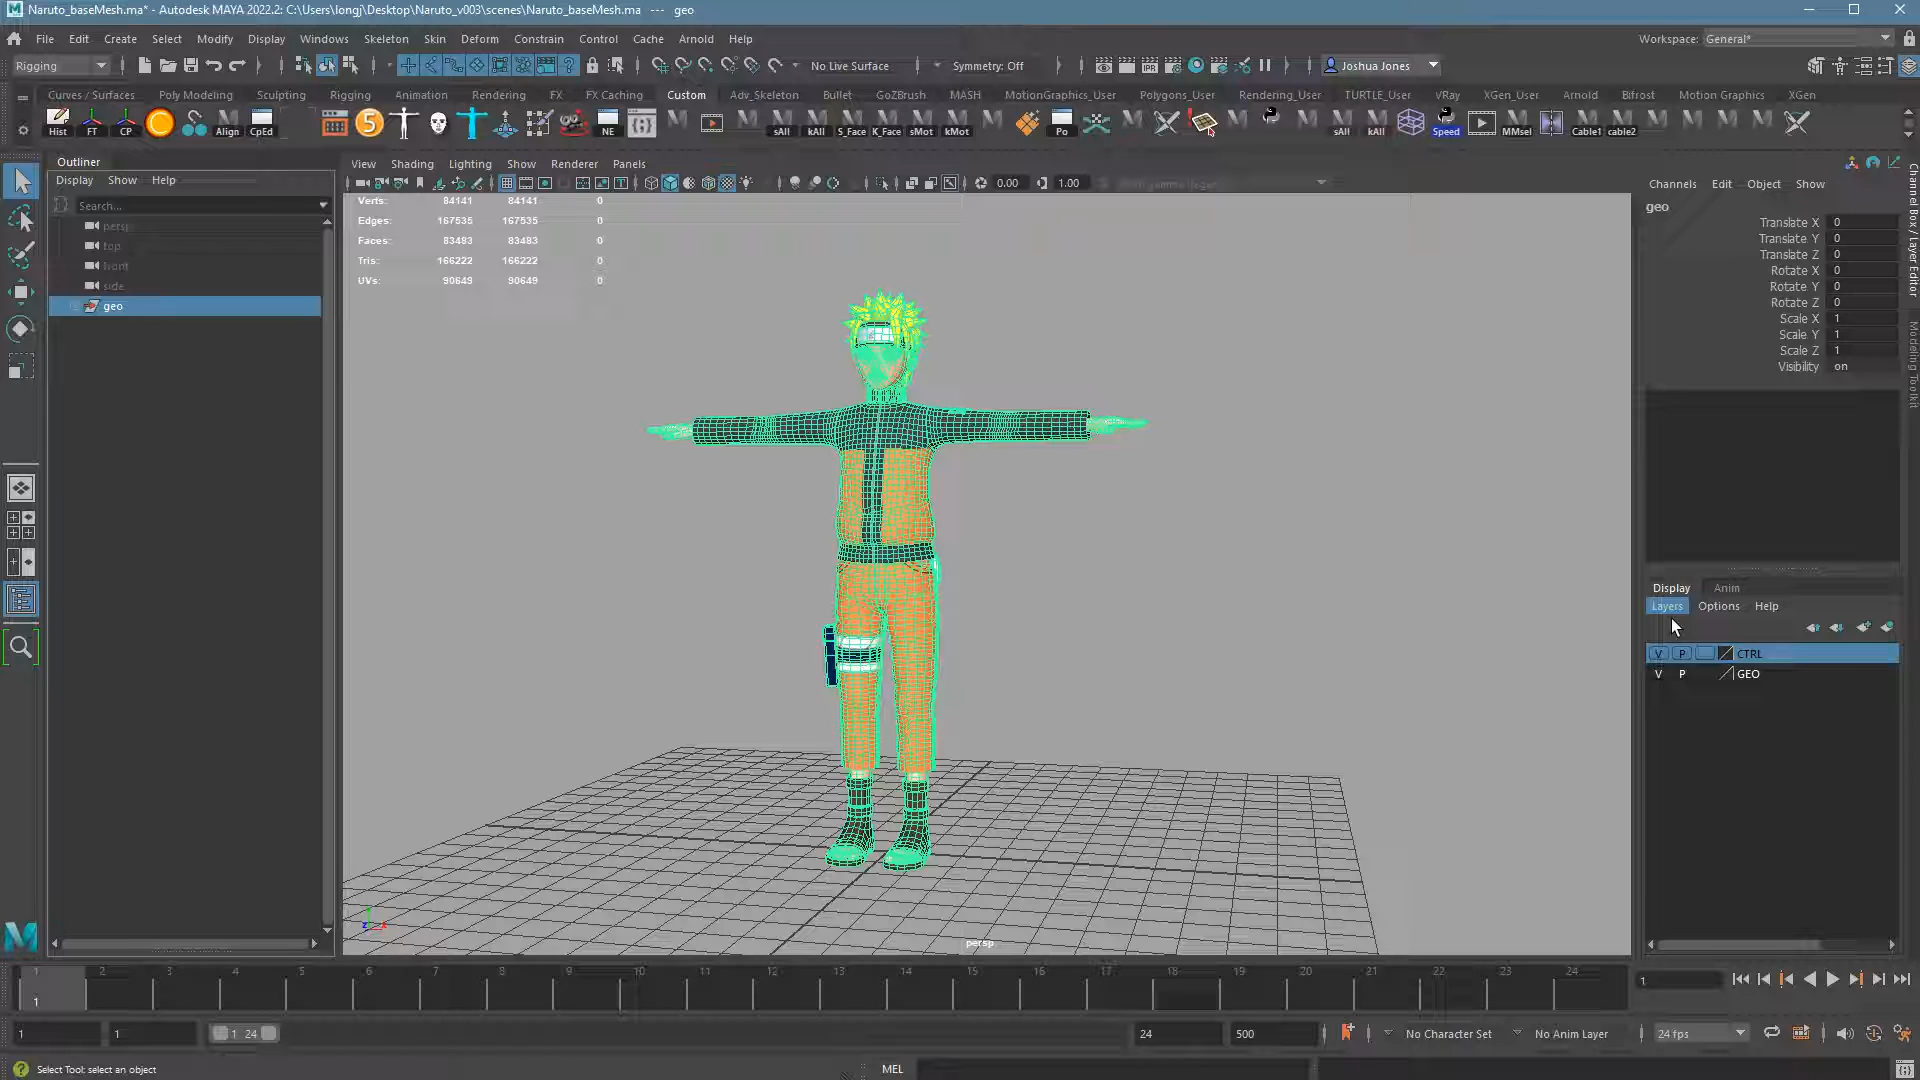 Naruto_baseMesh.ma* - Autodesk MAYA 2022.2: C:\Users\longj\Desktop\Naruto_v003\scenes\Naruto_baseMesh.ma --- geo
File Edit Create Select Modify Display Windows Skeleton Skin Deform Constrain Control Cache Arnold Help
Workspace: General*
Rigging
No Live Surface
Symmetry: Off
Joshua Jones
Curves / Surfaces Poly Modeling Sculpting Rigging Animation Rendering FX FX Caching Custom Adv_Skeleton Bullet GoZBrush MASH MotionGraphics_User Polygons_User Rendering_User TURTLE_User VRay XGen_User Arnold Bifrost Motion Graphics XGen
Hist FT CP Align CpEd 5 NE sAll kAll S_Face K_Face sMot kMot Po sAll kAll Speed MMsel Cable1 cable2
Outliner
Display Show Help
Search...
persp
top
front
side
geo
View Shading Lighting Show Renderer Panels
0.00 1.00
Verts: 84141 84141 0
Edges: 167535 167535 0
Faces: 83483 83483 0
Tris: 166222 166222 0
UVs: 90649 90649 0
persp
Channels Edit Object Show
geo
Translate X 0
Translate Y 0
Translate Z 0
Rotate X 0
Rotate Y 0
Rotate Z 0
Scale X 1
Scale Y 1
Scale Z 1
Visibility on
Channel Box / Layer Editor
Modeling Toolkit
Display Anim
Layers Options Help
V P CTRL
V P GEO
1 2 3 4 5 6 7 8 9 10 11 12 13 14 15 16 17 18 19 20 21 22 23 24
1
1
1 1 1 24 24 500 No Character Set No Anim Layer 24 fps
Select Tool: select an object
MEL